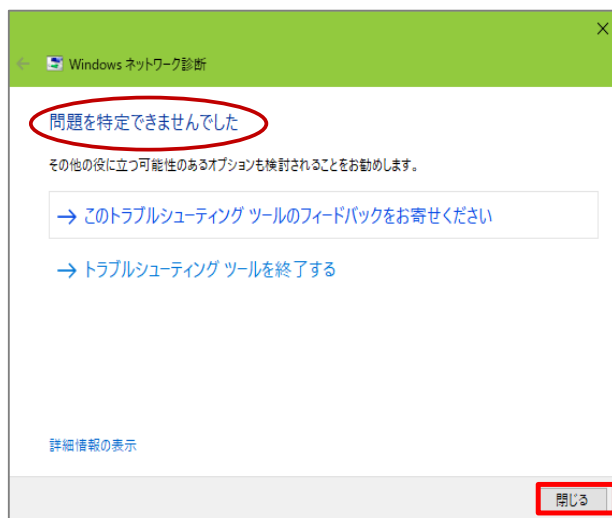 Windows ネットワーク診断
問題を特定できませんでした
その他の役に立つ可能性のあるオプションも検討されることをお勧めします。
→ このトラブルシューティング ツールのフィードバックをお寄せください
→ トラブルシューティング ツールを終了する
詳細情報の表示
閉じる